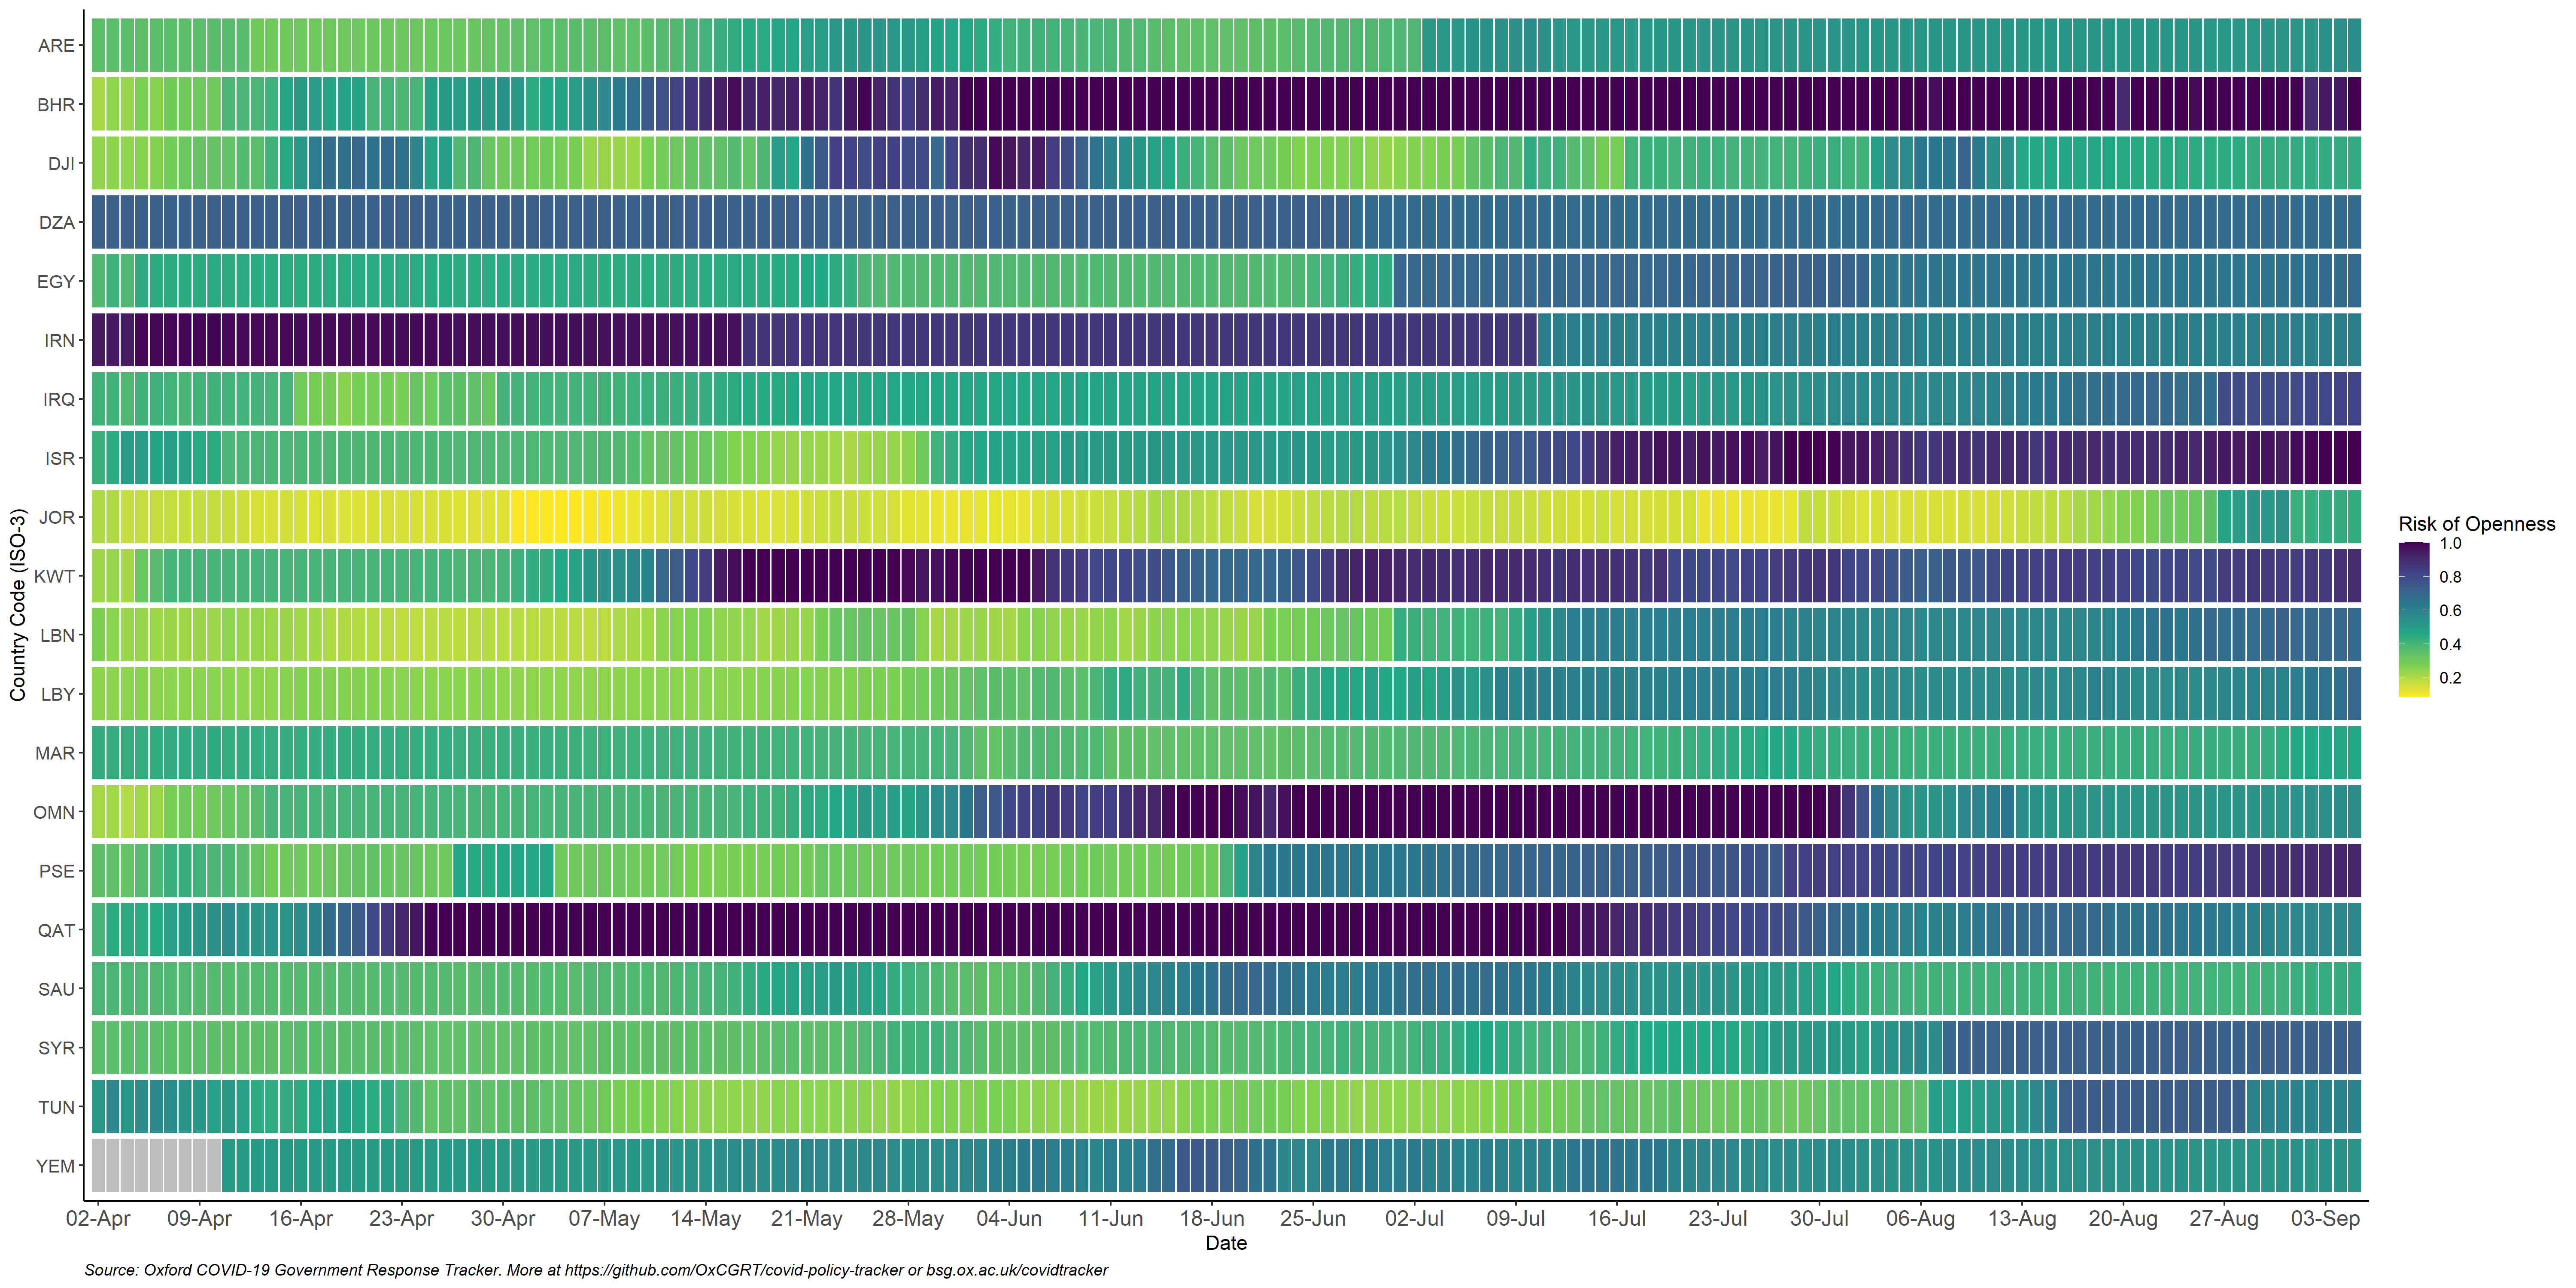 ARE
BHR
DJI
DZA
EGY
IRN
IRQ
ISR
JOR
KWT
LBN
LBY
MAR
OMN
PSE
QAT
SAU
SYR
TUN
YEM
Country Code (ISO-3)
02-Apr 09-Apr 16-Apr 23-Apr 30-Apr 07-May 14-May 21-May 28-May 04-Jun 11-Jun 18-Jun 25-Jun 02-Jul 09-Jul 16-Jul 23-Jul 30-Jul 06-Aug 13-Aug 20-Aug 27-Aug 03-Sep
Date
Risk of Openness
1.0
0.8
0.6
0.4
0.2
Source: Oxford COVID-19 Government Response Tracker. More at https://github.com/OxCGRT/covid-policy-tracker or bsg.ox.ac.uk/covidtracker